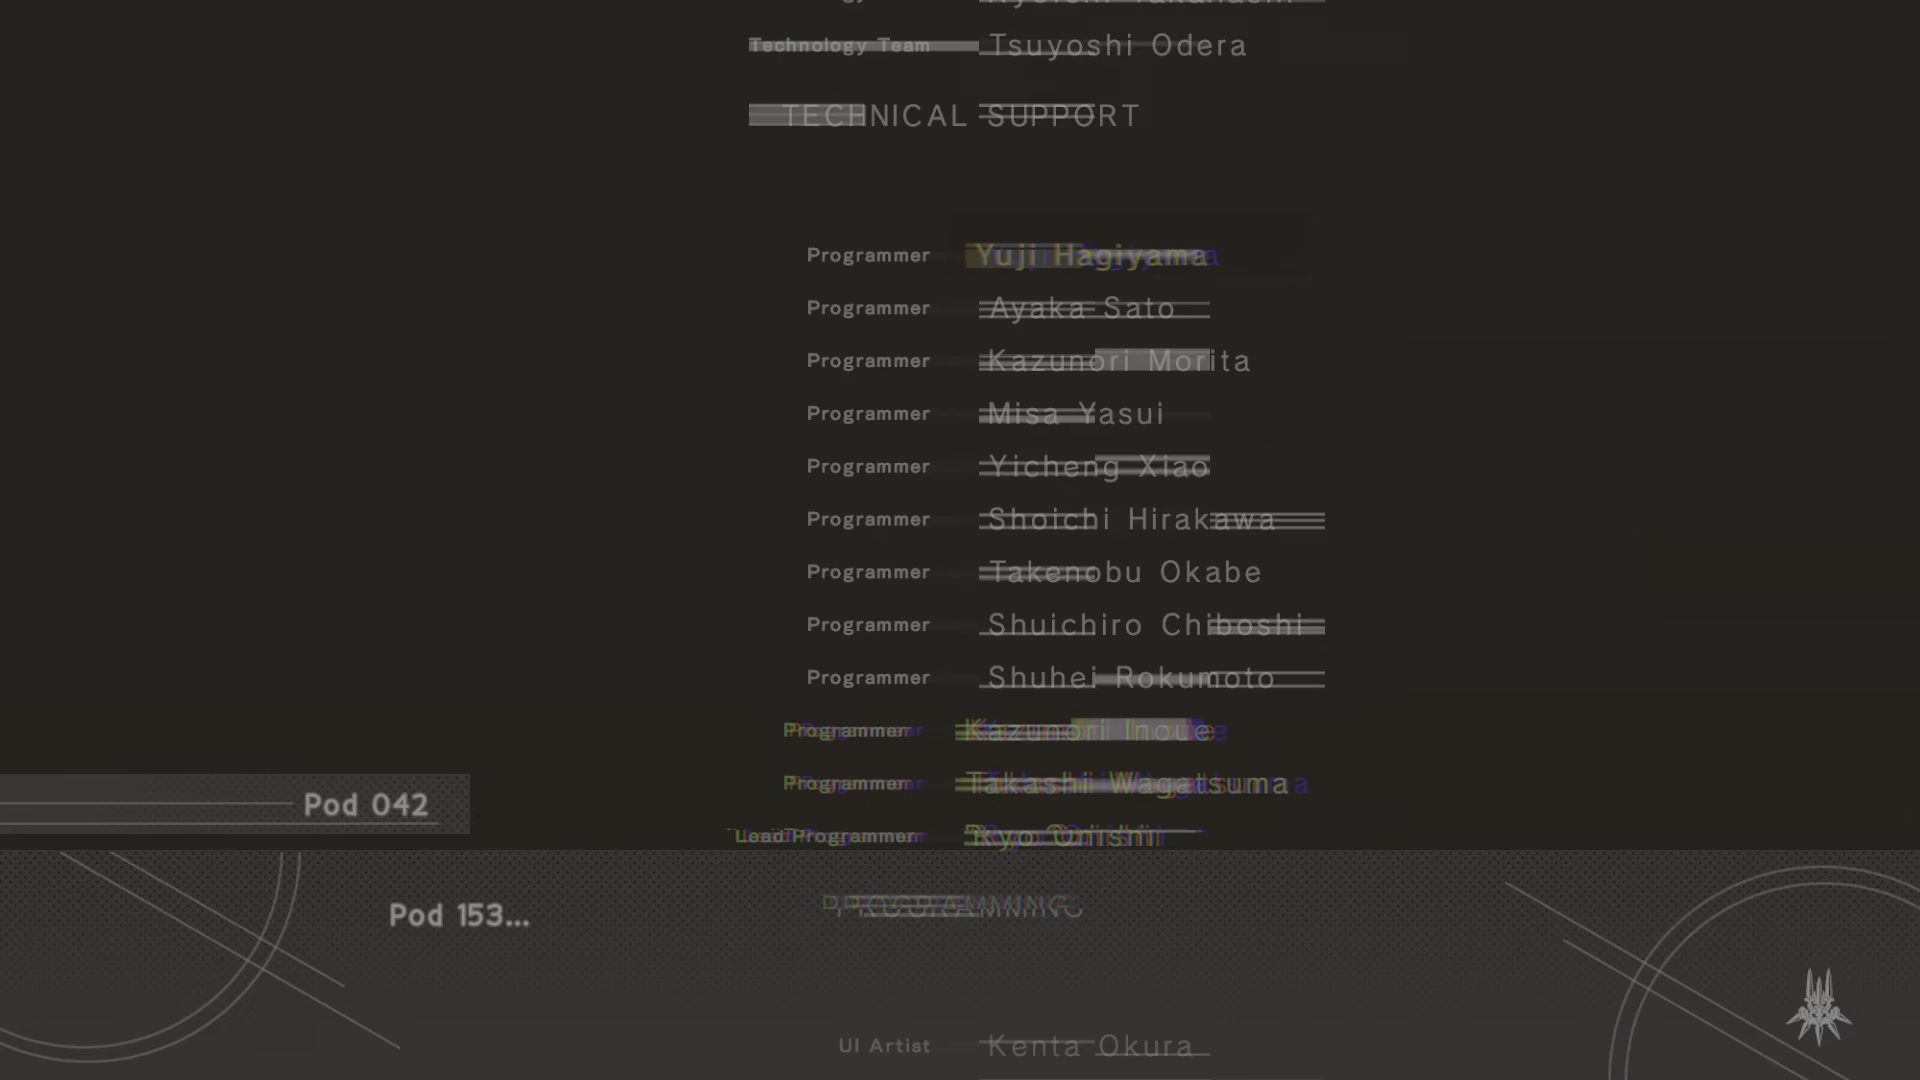 Technology Team Tsuyoshi Odera
TECHNICAL SUPPORT
Programmer Yuji Hagiyama
Programmer Ayaka Sato
Programmer Kazunori Morita
Programmer Misa Yasui
Programmer Yicheng Xiao
Programmer Shoichi Hirakawa
Programmer Takenobu Okabe
Programmer Shuichiro Chiboshi
Programmer Shuhei Rokumoto
Programmer Kazunori Inoue
Programmer Takashi Wagatsuma
Lead Programmer Ryo Onishi
Pod 042
PROGRAMMING
Pod 153...
UI Artist Kenta Okura